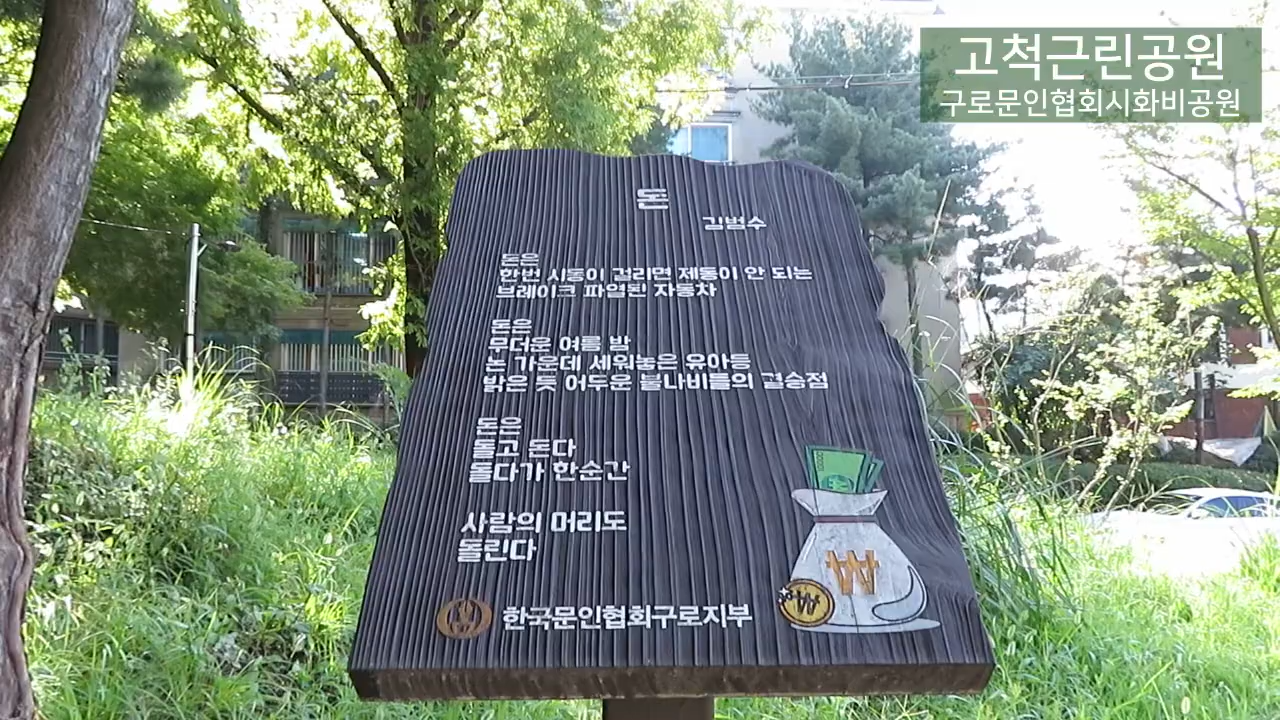 고척근린공원
구로문인협회시화비공원
돈
김범수
돈은
한번 시동이 걸리면 제동이 안 되는
브레이크 파열된 자동차
돈은
무더운 여름 밤
논 가운데 세워놓은 유아등
박은 듯 어두운 불나비들의 결승점
돈은
돌고 돈다
돌다가 한순간
사람의 머리도
돌린다
한국문인협회구로지부